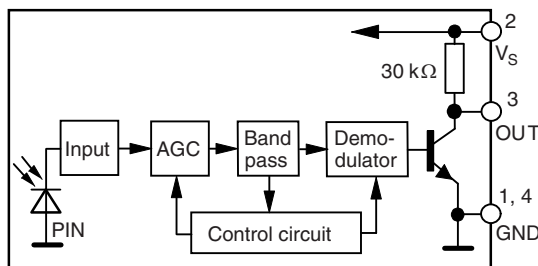 2
V_S
30 kΩ
3
OUT
Input
AGC
Band
pass
Demo-
dulator
PIN
Control circuit
1, 4
GND